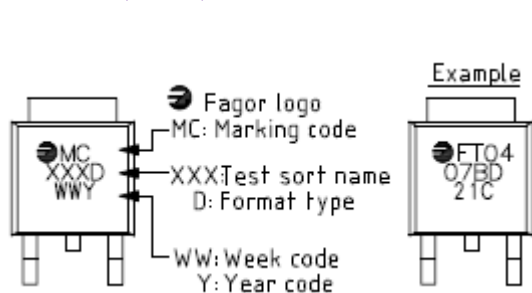 Example
Fagor logo
MC: Marking code
MC
XXXD
WWY
XXX:Test sort name
D: Format type
WW: Week code
Y: Year code
FT04
07BD
21C